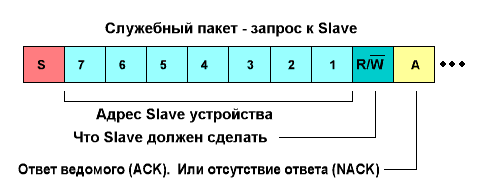 Служебный пакет - запрос к Slave
S 7 6 5 4 3 2 1 R/W̅ A
Адрес Slave устройства
Что Slave должен сделать
Ответ ведомого (ACK). Или отсутствие ответа (NACK)